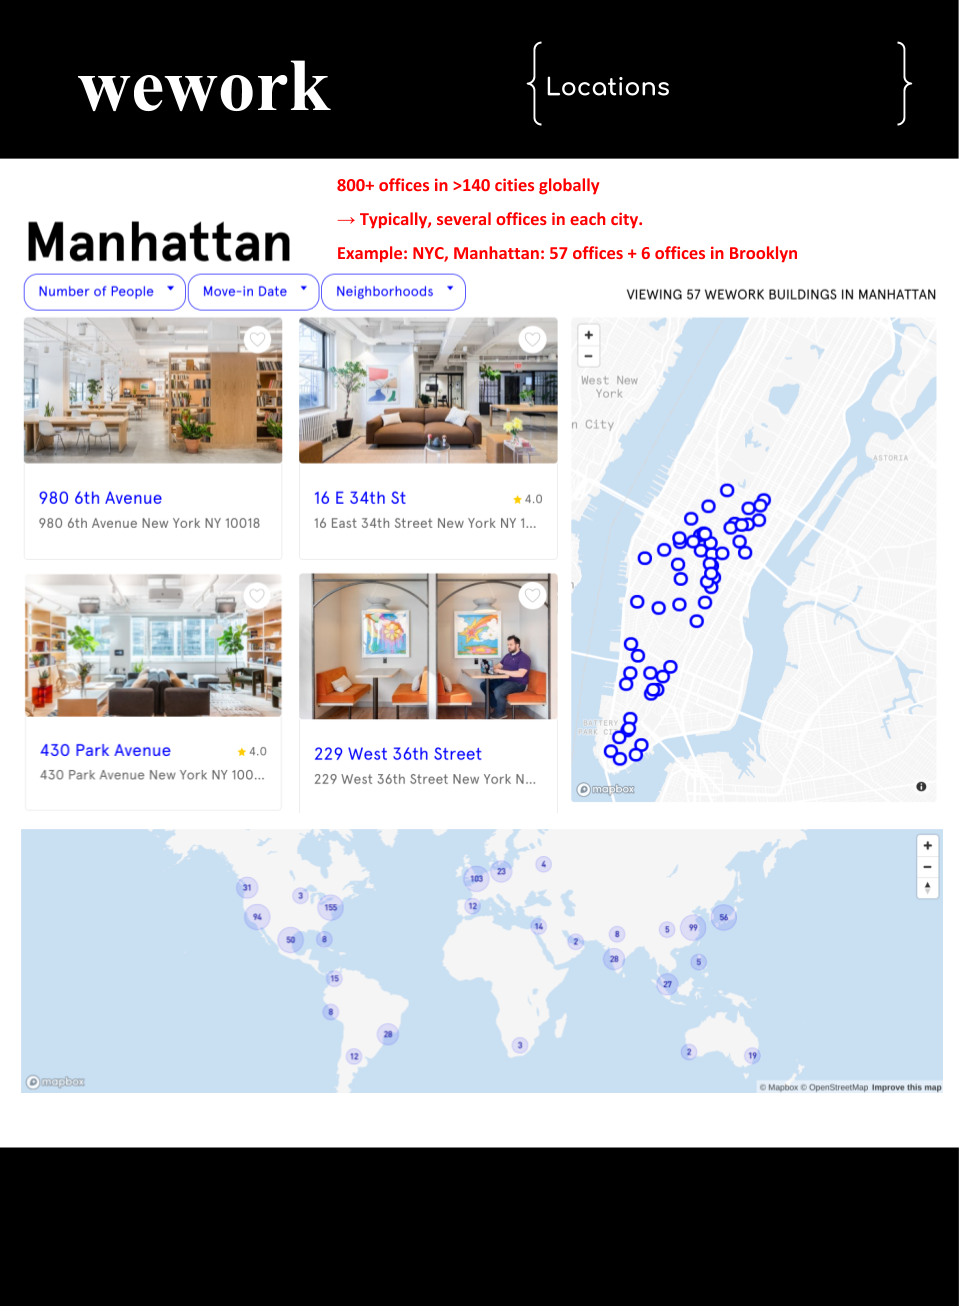 wework
Locations
800+ offices in >140 cities globally
→ Typically, several offices in each city.
Example: NYC, Manhattan: 57 offices + 6 offices in Brooklyn
Manhattan
Number of People
Move-in Date
Neighborhoods
VIEWING 57 WEWORK BUILDINGS IN MANHATTAN
980 6th Avenue
980 6th Avenue New York NY 10018
16 E 34th St
4.0
16 East 34th Street New York NY 1...
430 Park Avenue
4.0
430 Park Avenue New York NY 100...
229 West 36th Street
229 West 36th Street New York N...
+
−
West New
York
n City
ASTORIA
BATTERY
PARK CI
mapbox
+
−
31
94
3
155
50
8
15
8
28
12
103
23
4
12
14
2
8
28
5
99
56
5
27
3
2
19
mapbox
© Mapbox © OpenStreetMap Improve this map